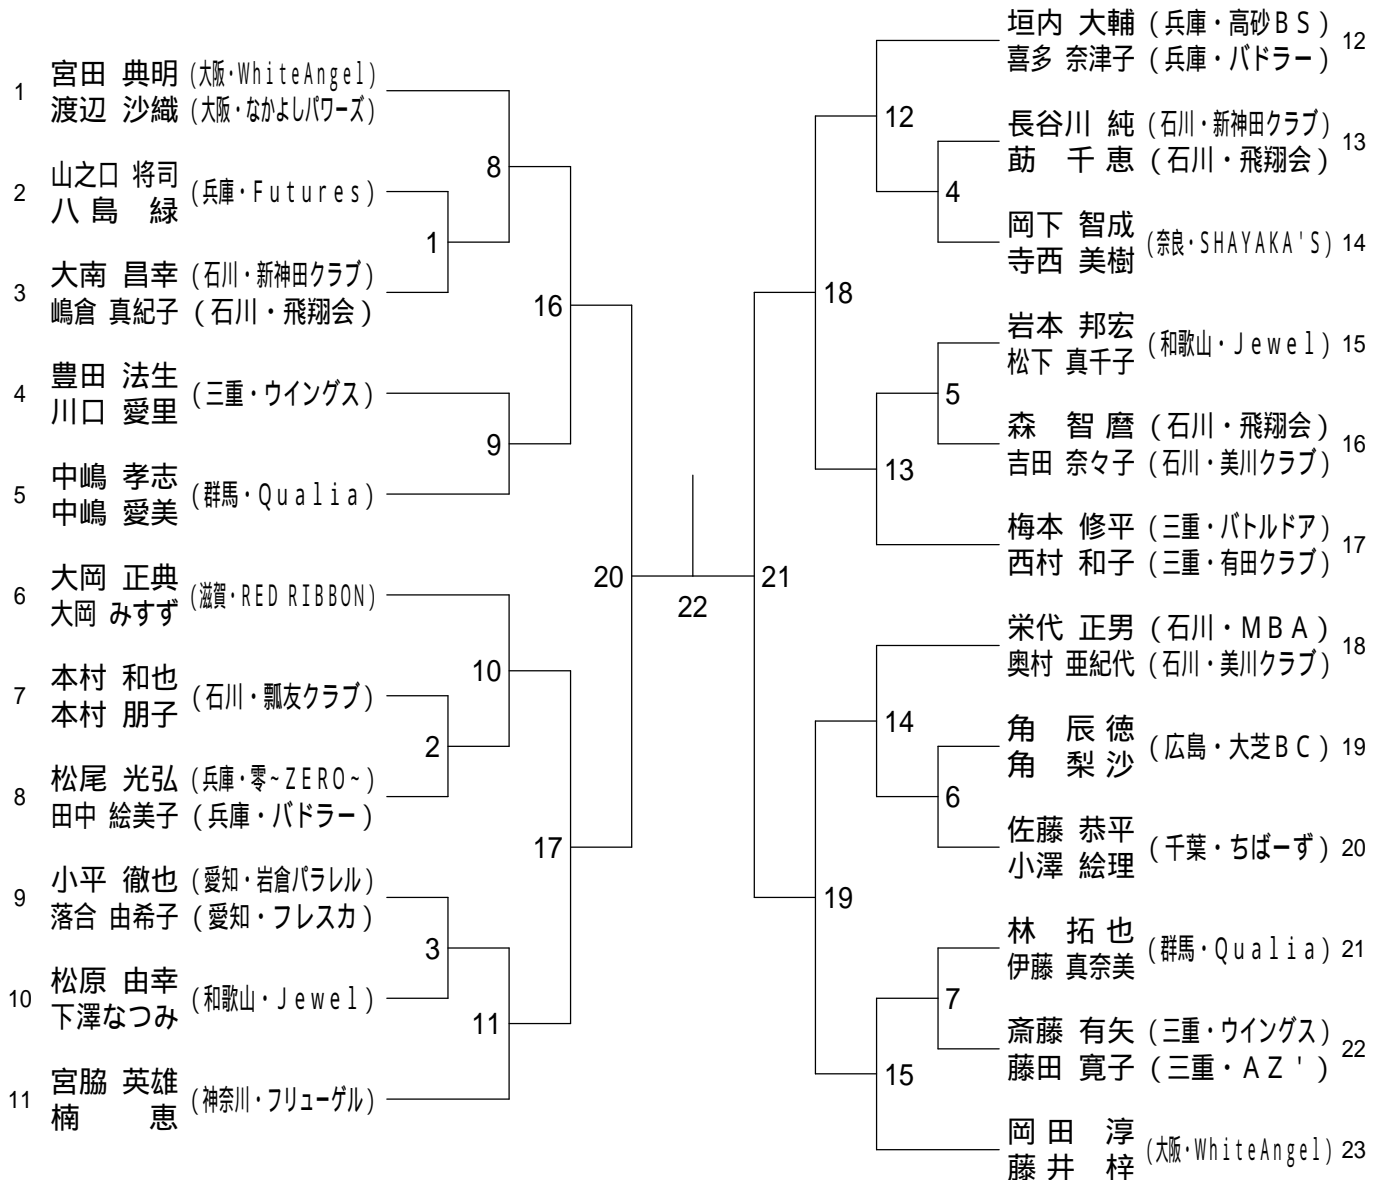 1 宮田 典明 (大阪・WhiteAngel)
渡辺 沙織 (大阪・なかよしパワーズ)
2 山之口 将司 (兵庫・Futures)
八島 緑
3 大南 昌幸 (石川・新神田クラブ)
嶋倉 真紀子 (石川・飛翔会)
4 豊田 法生 (三重・ウイングス)
川口 愛里
5 中嶋 孝志 (群馬・Qualia)
中嶋 愛美
6 大岡 正典 (滋賀・RED RIBBON)
大岡 みすず
7 本村 和也 (石川・瓢友クラブ)
本村 朋子
8 松尾 光弘 (兵庫・零~ZERO~)
田中 絵美子 (兵庫・バドラー)
9 小平 徹也 (愛知・岩倉パラレル)
落合 由希子 (愛知・フレスカ)
10 松原 由幸 (和歌山・Jewel)
下澤なつみ
11 宮脇 英雄 (神奈川・フリューゲル)
楠 恵
8
1
16
9
20
10
2
17
3
11
22
垣内 大輔 (兵庫・高砂BS) 12
喜多 奈津子 (兵庫・バドラー)
長谷川 純 (石川・新神田クラブ) 13
莇 千恵 (石川・飛翔会)
岡下 智成 (奈良・SHAYAKA'S) 14
寺西 美樹
岩本 邦宏 (和歌山・Jewel) 15
松下 真千子
森 智麿 (石川・飛翔会) 16
吉田 奈々子 (石川・美川クラブ)
梅本 修平 (三重・バトルドア) 17
西村 和子 (三重・有田クラブ)
栄代 正男 (石川・MBA) 18
奥村 亜紀代 (石川・美川クラブ)
角 辰徳 (広島・大芝BC) 19
角 梨沙
佐藤 恭平 (千葉・ちばーず) 20
小澤 絵理
林 拓也 (群馬・Qualia) 21
伊藤 真奈美
斎藤 有矢 (三重・ウイングス) 22
藤田 寛子 (三重・AZ')
岡田 淳 (大阪・WhiteAngel) 23
藤井 梓
12
4
18
5
13
21
14
6
19
7
15